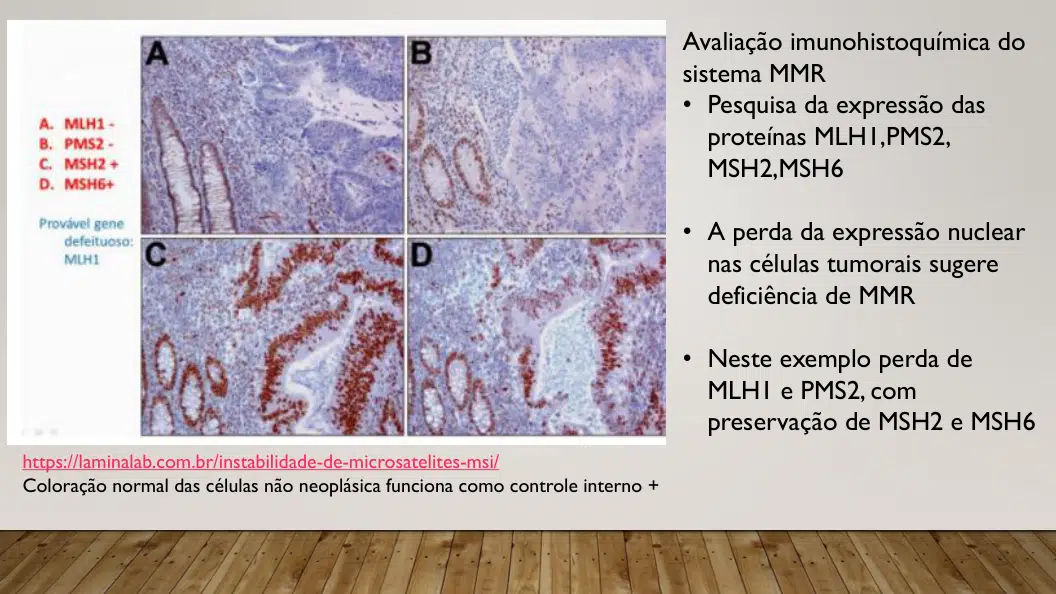 A. MLH1 -
B. PMS2 -
C. MSH2 +
D. MSH6+
Provável gene
defeituoso:
MLH1
A
B
C
D
Avaliação imunohistoquímica do
sistema MMR
• Pesquisa da expressão das
proteínas MLH1,PMS2,
MSH2,MSH6
• A perda da expressão nuclear
nas células tumorais sugere
deficiência de MMR
• Neste exemplo perda de
MLH1 e PMS2, com
preservação de MSH2 e MSH6
https://laminalab.com.br/instabilidade-de-microsatelites-msi/
Coloração normal das células não neoplásica funciona como controle interno +